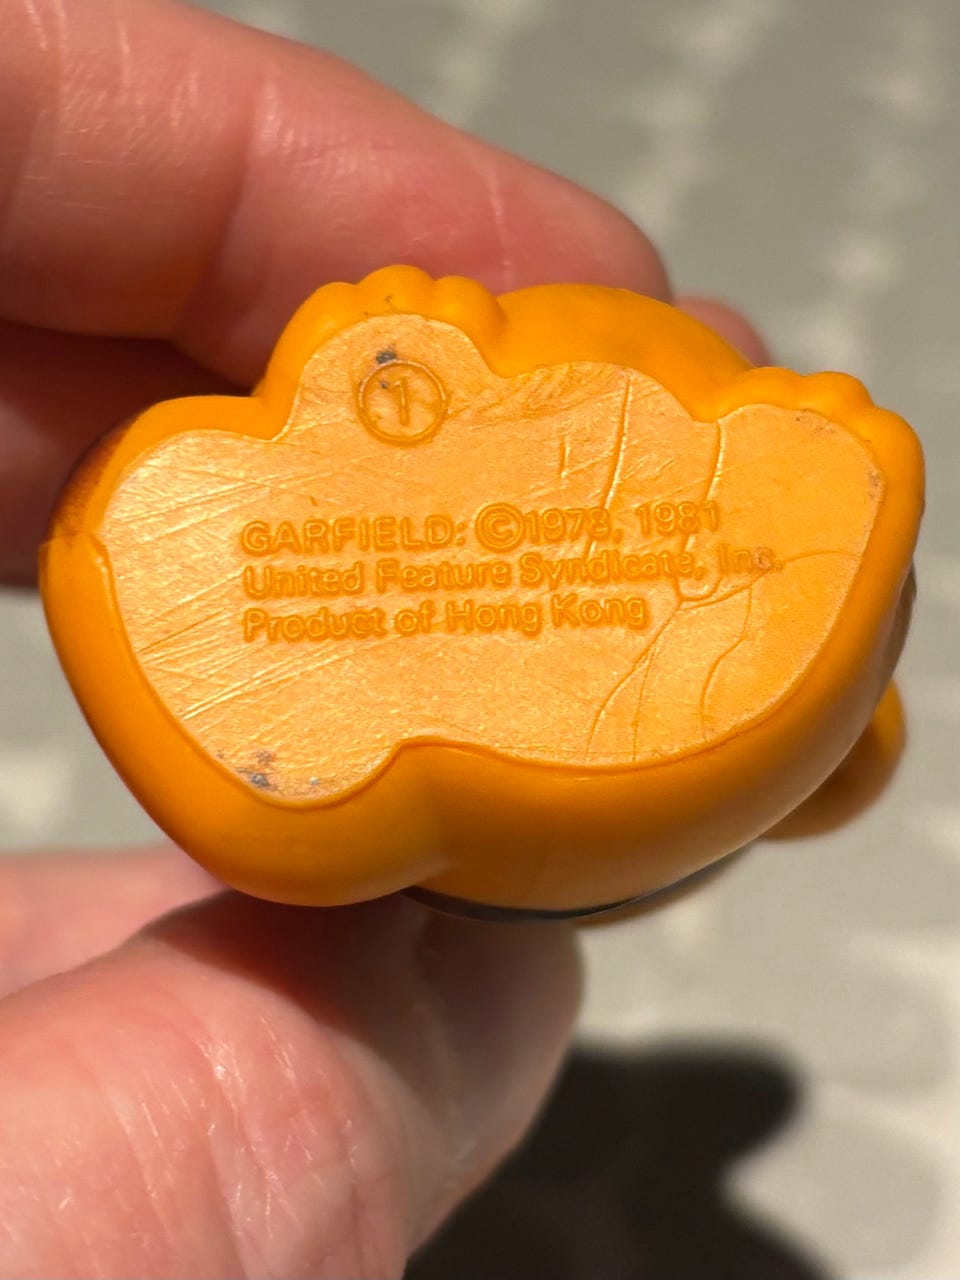 1
GARFIELD: ©1978, 1981
United Feature Syndicate, Inc.
Product of Hong Kong